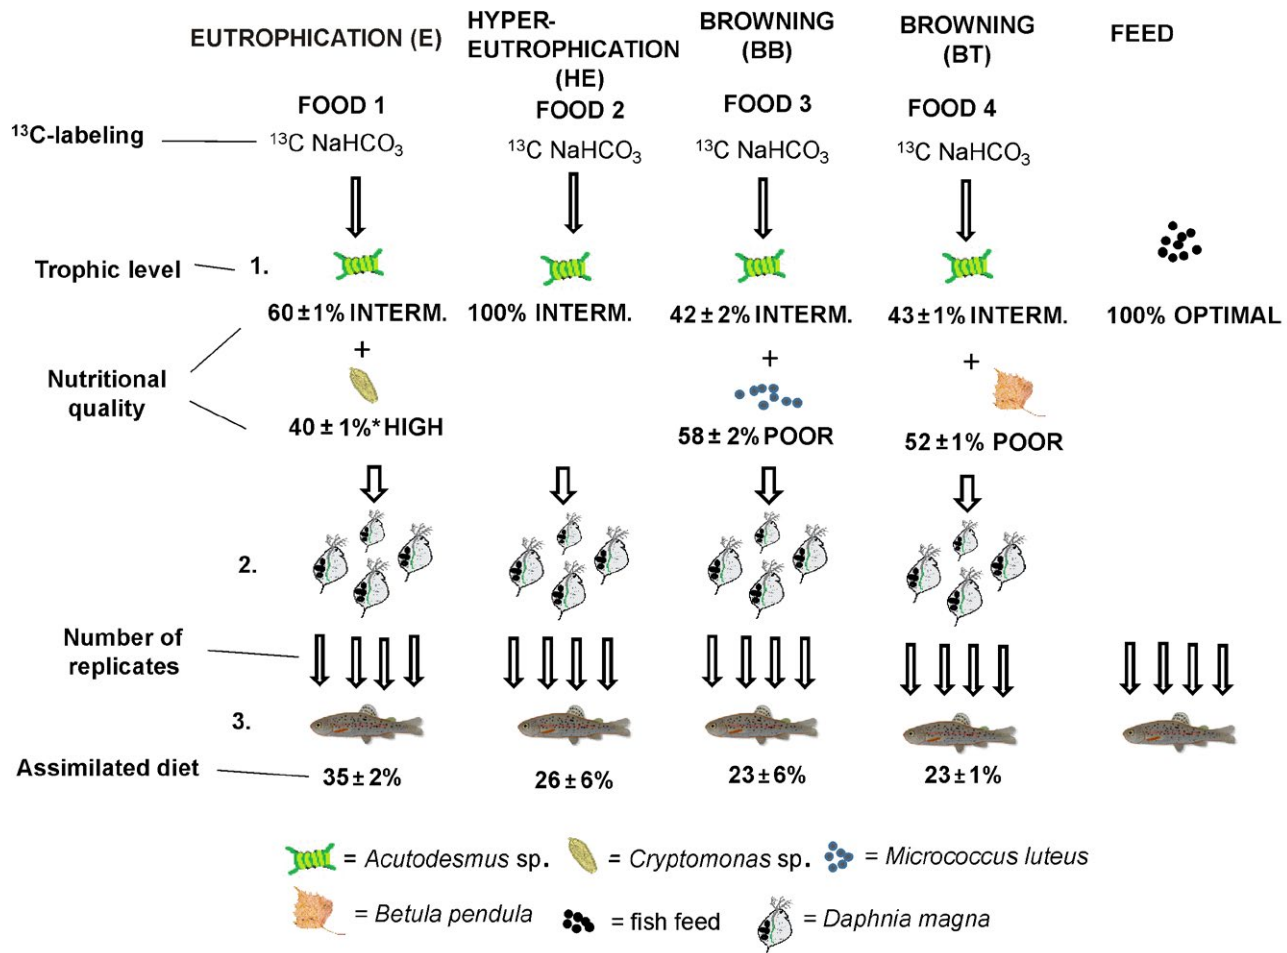 EUTROPHICATION (E)
HYPER-
EUTROPHICATION
(HE)
BROWNING
(BB)
BROWNING
(BT)
FEED
FOOD 1
FOOD 2
FOOD 3
FOOD 4
¹³C-labeling
¹³C NaHCO₃
¹³C NaHCO₃
¹³C NaHCO₃
¹³C NaHCO₃
Trophic level
1.
60 ± 1% INTERM.
100% INTERM.
42 ± 2% INTERM.
43 ± 1% INTERM.
100% OPTIMAL
+
+
+
Nutritional
quality
40 ± 1%* HIGH
58 ± 2% POOR
52 ± 1% POOR
2.
Number of
replicates
3.
Assimilated diet
35 ± 2%
26 ± 6%
23 ± 6%
23 ± 1%
= Acutodesmus sp.
= Cryptomonas sp.
= Micrococcus luteus
= Betula pendula
= fish feed
= Daphnia magna